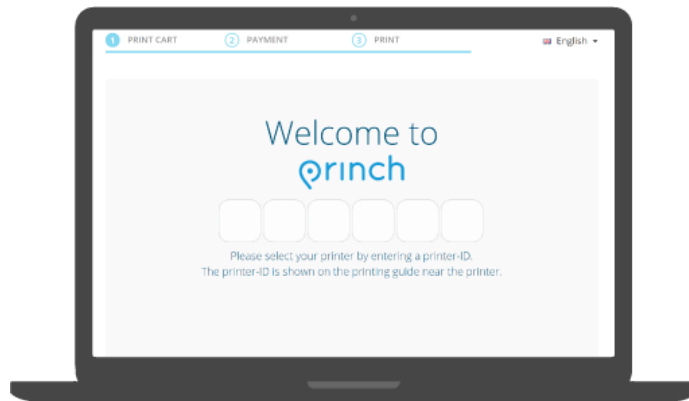 1 PRINT CART 2 PAYMENT 3 PRINT English
Welcome to
princh
Please select your printer by entering a printer-ID.
The printer-ID is shown on the printing guide near the printer.